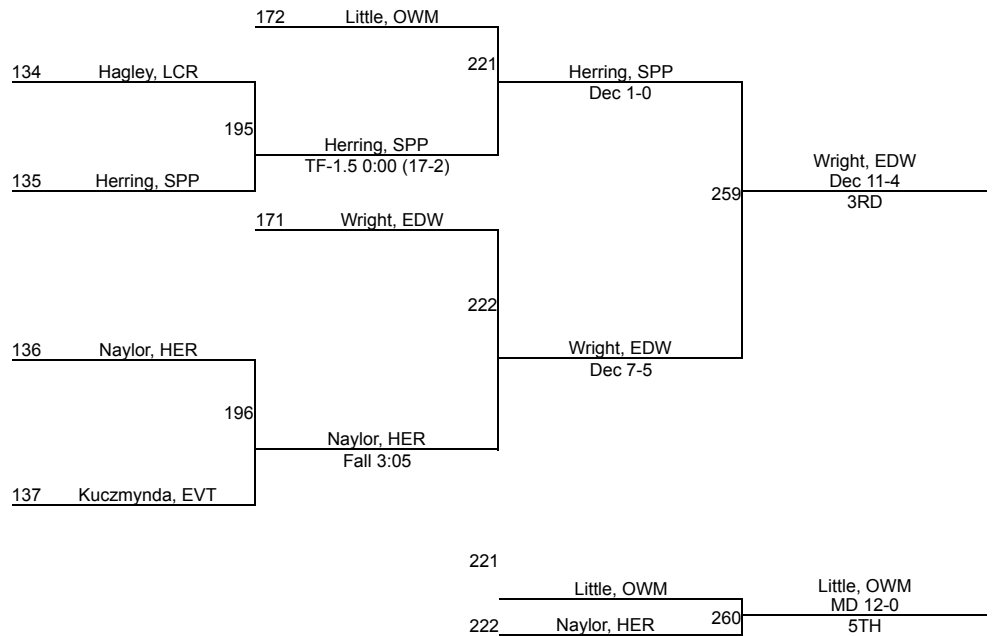 172 Little, OWM
134 Hagley, LCR
221
Herring, SPP
Dec 1-0
195
Herring, SPP
TF-1.5 0:00 (17-2)
135 Herring, SPP
259
Wright, EDW
Dec 11-4
3RD
171 Wright, EDW
222
136 Naylor, HER
Wright, EDW
Dec 7-5
196
Naylor, HER
Fall 3:05
137 Kuczmynda, EVT
221
Little, OWM
222 Naylor, HER
260
Little, OWM
MD 12-0
5TH